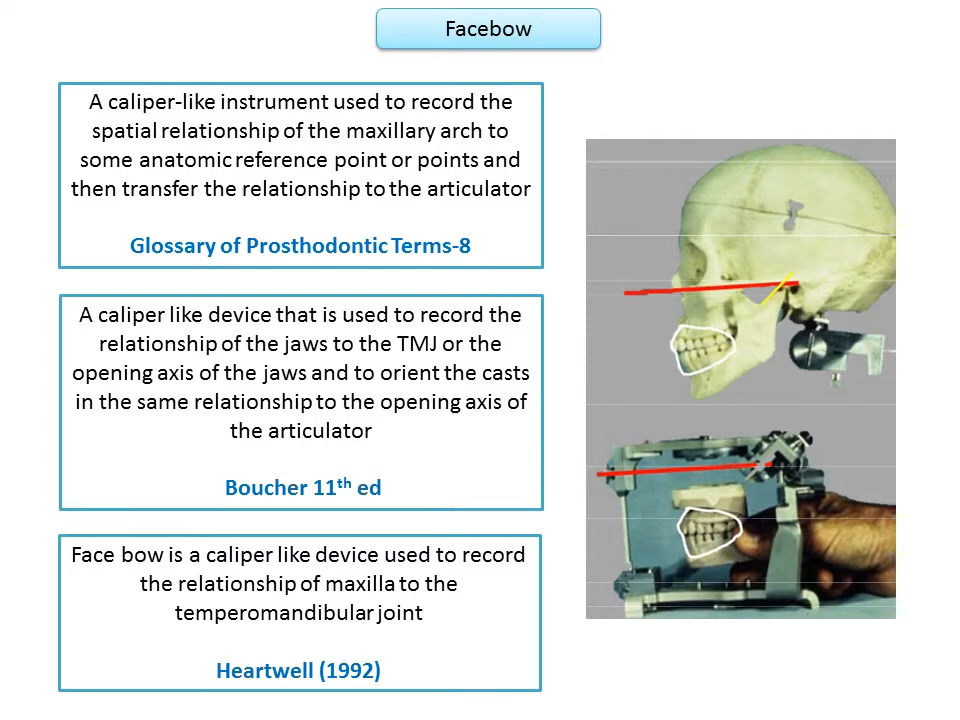 Facebow
A caliper-like instrument used to record the
spatial relationship of the maxillary arch to
some anatomic reference point or points and
then transfer the relationship to the articulator
Glossary of Prosthodontic Terms-8
A caliper like device that is used to record the
relationship of the jaws to the TMJ or the
opening axis of the jaws and to orient the casts
in the same relationship to the opening axis of
the articulator
Boucher 11th ed
Face bow is a caliper like device used to record
the relationship of maxilla to the
temperomandibular joint
Heartwell (1992)